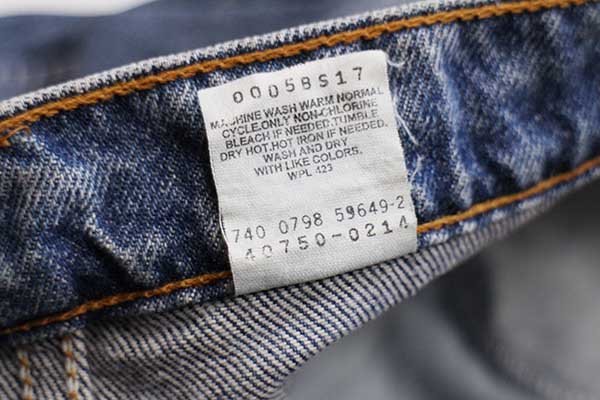 00058S17
MACHINE WASH WARM NORMAL
CYCLE.ONLY NON-CHLORINE
BLEACH IF NEEDED.TUMBLE
DRY HOT.HOT IRON IF NEEDED.
WASH AND DRY
WITH LIKE COLORS.
WPL 423
740 0798 59649-2
40750-0214